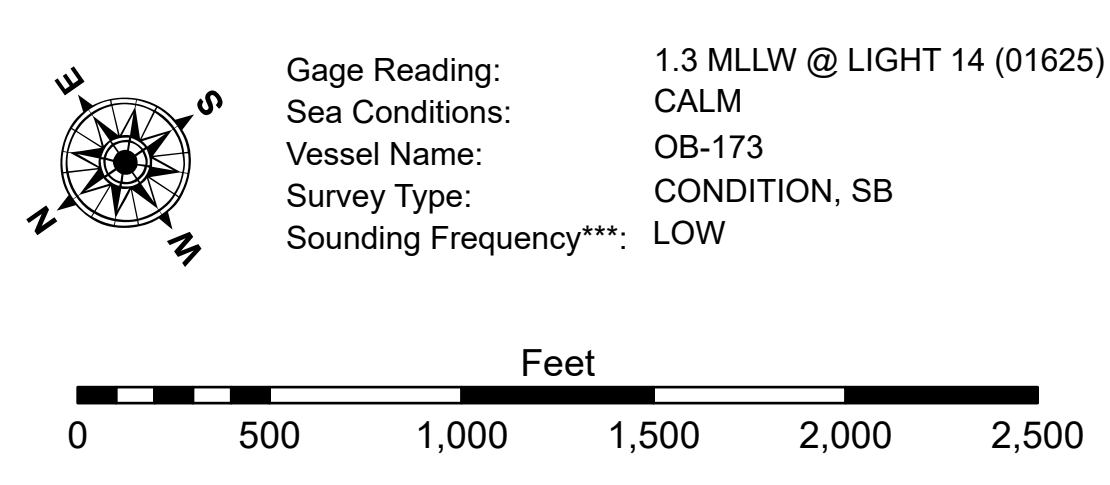 E
S
N
W
Gage Reading: 1.3 MLLW @ LIGHT 14 (01625)
Sea Conditions: CALM
Vessel Name: OB-173
Survey Type: CONDITION, SB
Sounding Frequency***: LOW
Feet
0 500 1,000 1,500 2,000 2,500